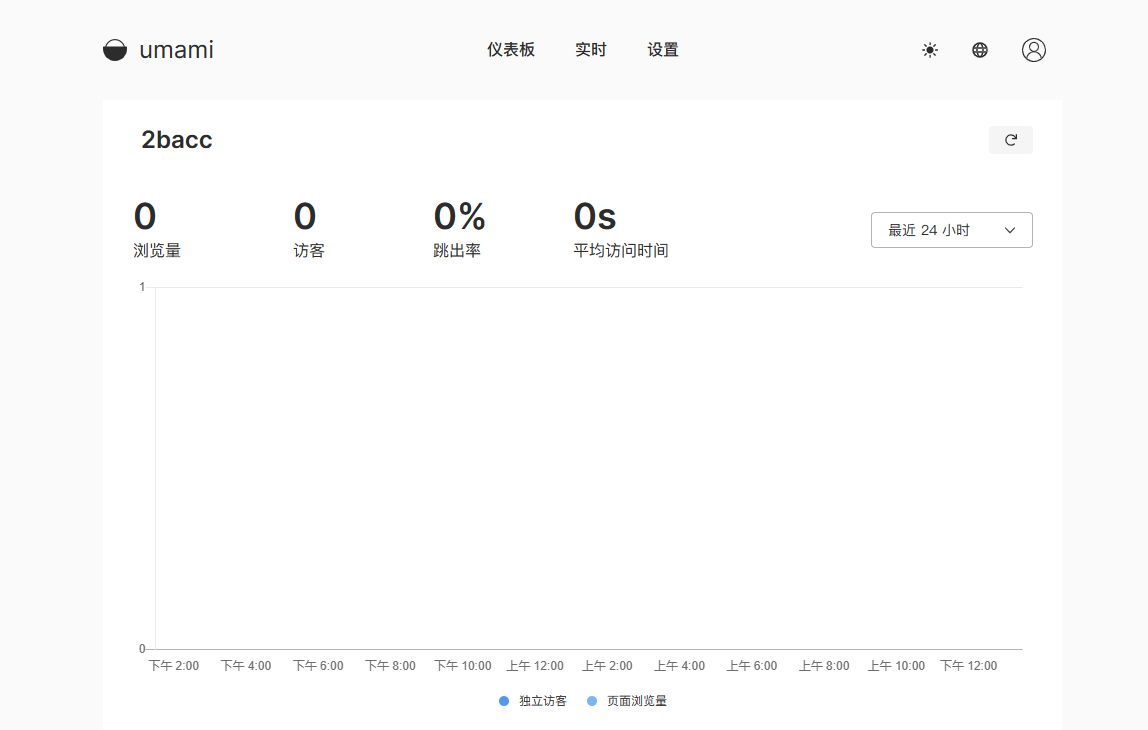 umami
仪表板 实时 设置
2bacc
0 0 0% 0s
浏览量 访客 跳出率 平均访问时间
最近 24 小时
1
0
下午 2:00 下午 4:00 下午 6:00 下午 8:00 下午 10:00 上午 12:00 上午 2:00 上午 4:00 上午 6:00 上午 8:00 上午 10:00 下午 12:00
独立访客 页面浏览量